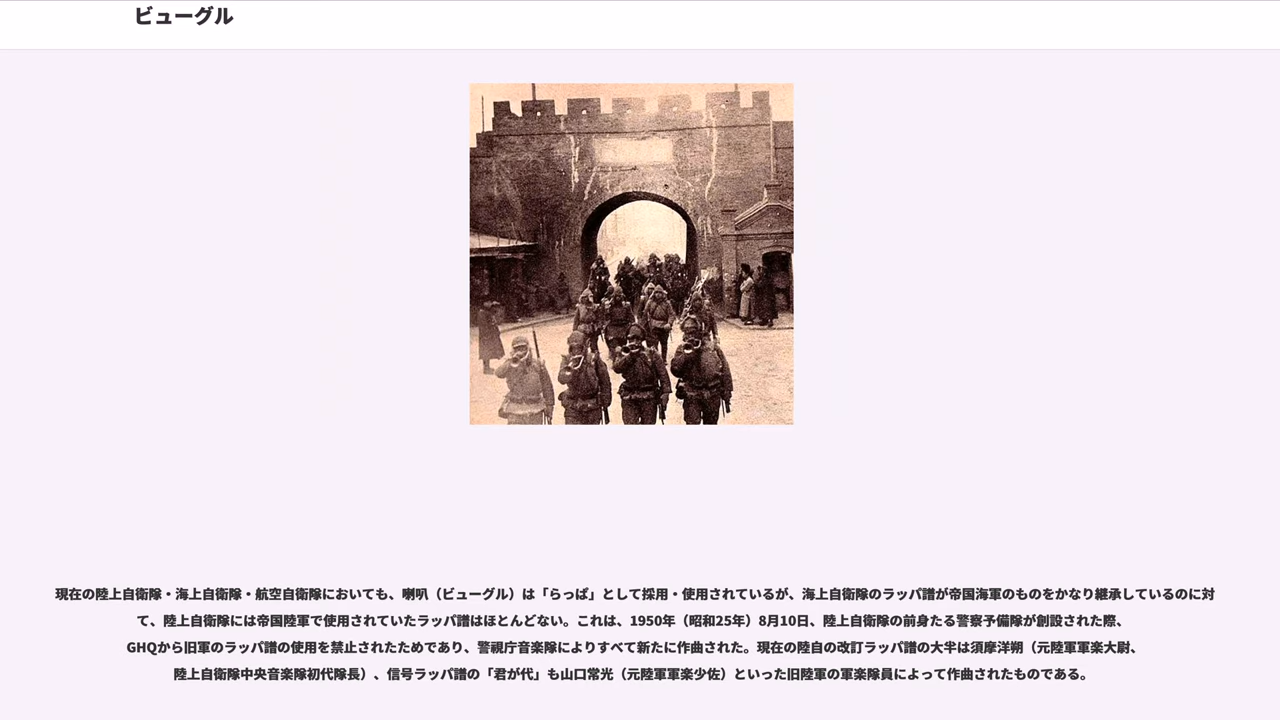 ビューグル
現在の陸上自衛隊・海上自衛隊・航空自衛隊においても、喇叭（ビューグル）は「らっぱ」として採用・使用されているが、海上自衛隊のラッパ譜が帝国海軍のものをかなり継承しているのに対
て、陸上自衛隊には帝国陸軍で使用されていたラッパ譜はほとんどない。これは、1950年（昭和25年）8月10日、陸上自衛隊の前身たる警察予備隊が創設された際、
GHQから旧軍のラッパ譜の使用を禁止されたためであり、警視庁音楽隊によりすべて新たに作曲された。現在の陸自の改訂ラッパ譜の大半は須摩洋朔（元陸軍軍楽大尉、
陸上自衛隊中央音楽隊初代隊長）、信号ラッパ譜の「君が代」も山口常光（元陸軍軍楽少佐）といった旧陸軍の軍楽隊員によって作曲されたものである。